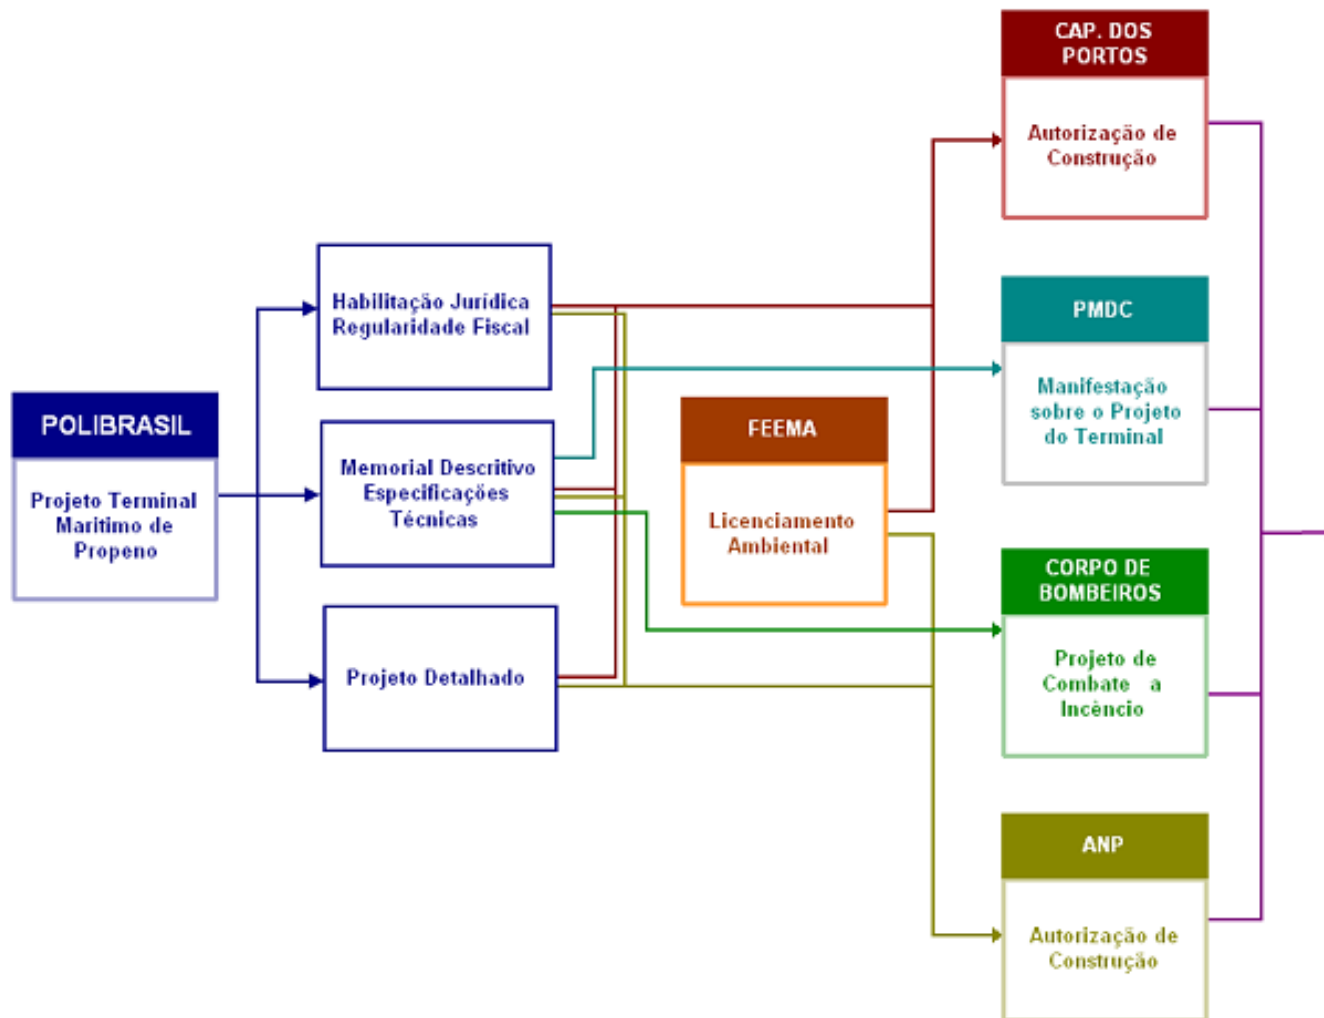 CAP. DOS
PORTOS
Autorização de
Construção
Habilitação Jurídica
Regularidade Fiscal
PMDC
Manifestação
sobre o Projeto
do Terminal
POLIBRASIL
Projeto Terminal
Maritimo de
Propeno
Memorial Descritivo
Especificações
Técnicas
FEEMA
Licenciamento
Ambiental
CORPO DE
BOMBEIROS
Projeto de
Combate a
Incêncio
Projeto Detalhado
ANP
Autorização de
Construção